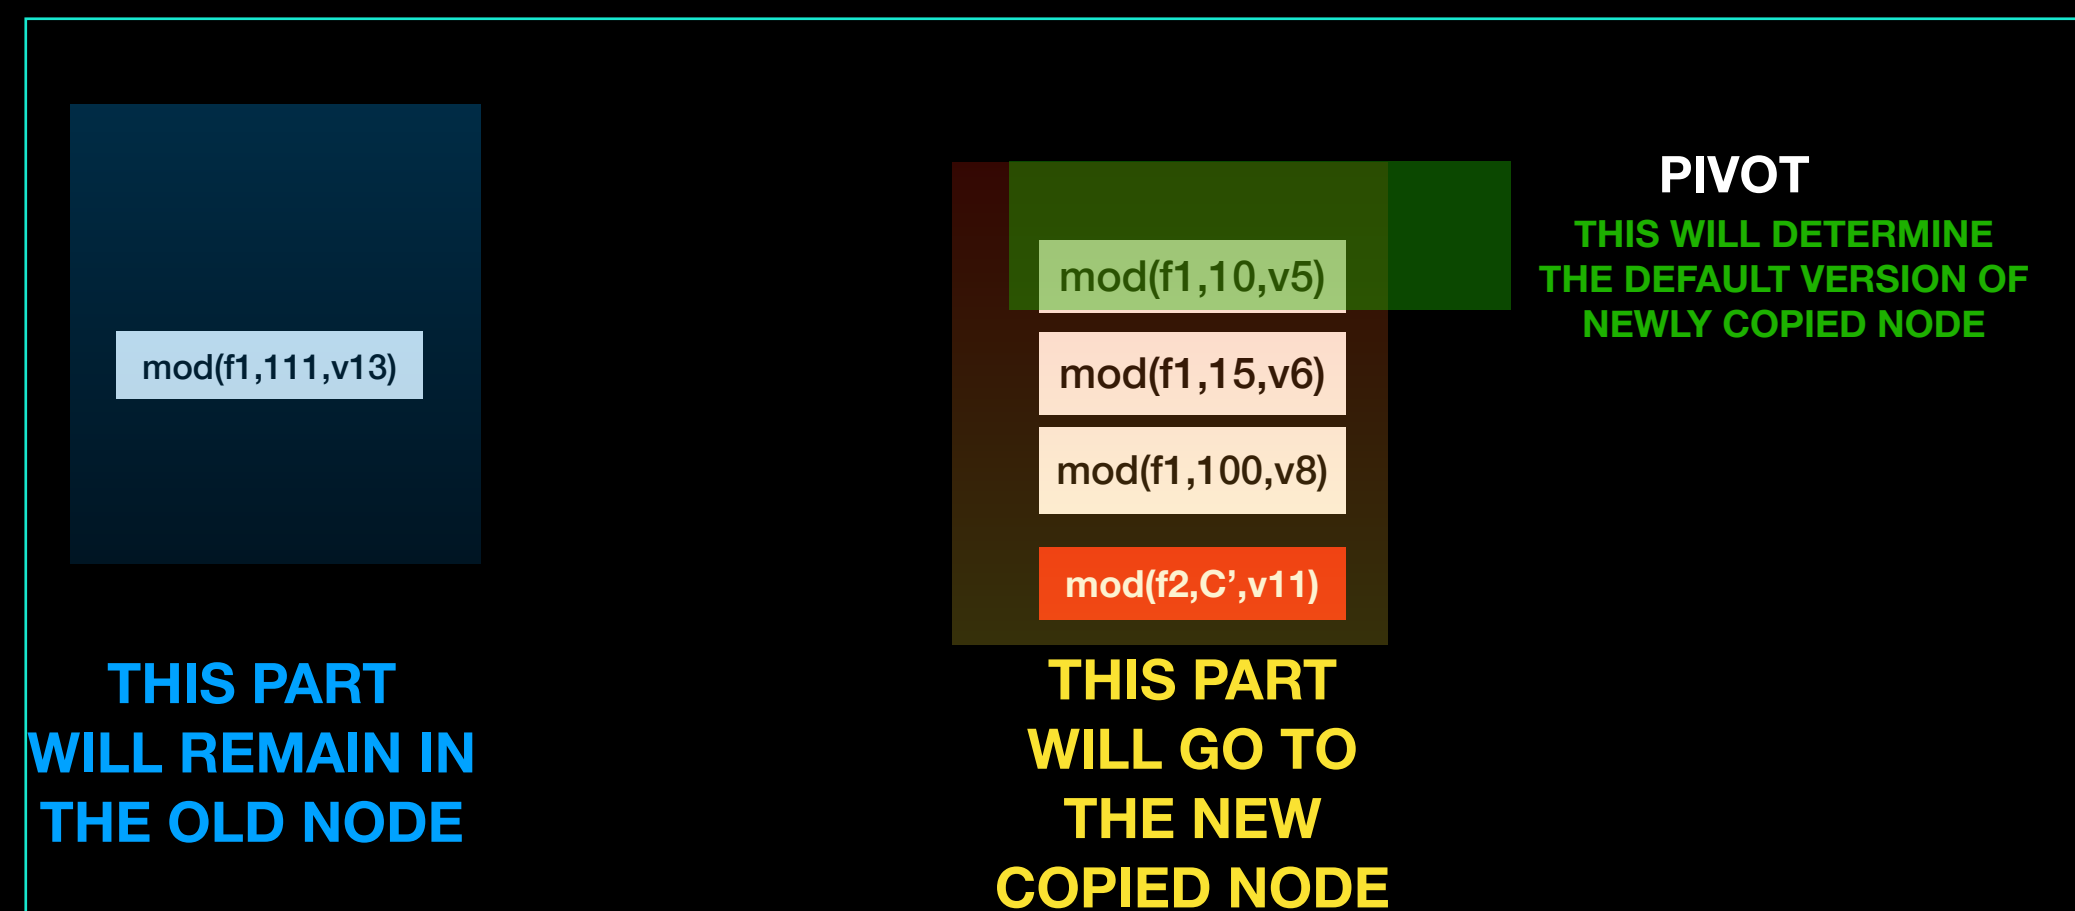 mod(f1,111,v13)
THIS PART
WILL REMAIN IN
THE OLD NODE
mod(f1,10,v5)
mod(f1,15,v6)
mod(f1,100,v8)
mod(f2,C’,v11)
THIS PART
WILL GO TO
THE NEW
COPIED NODE
PIVOT
THIS WILL DETERMINE
THE DEFAULT VERSION OF
NEWLY COPIED NODE